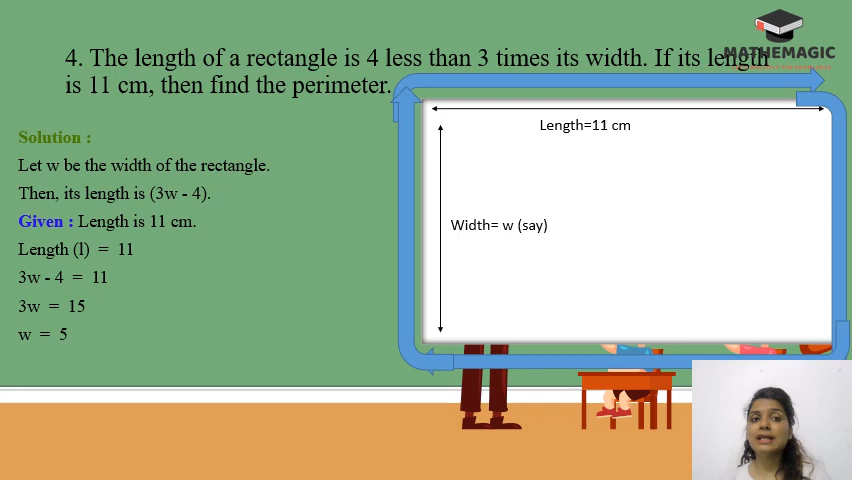 MATHEMAGIC
4. The length of a rectangle is 4 less than 3 times its width. If its length
is 11 cm, then find the perimeter.
Solution :
Let w be the width of the rectangle.
Then, its length is (3w - 4).
Given : Length is 11 cm.
Length (l) = 11
3w - 4 = 11
3w = 15
w = 5
Length=11 cm
Width= w (say)